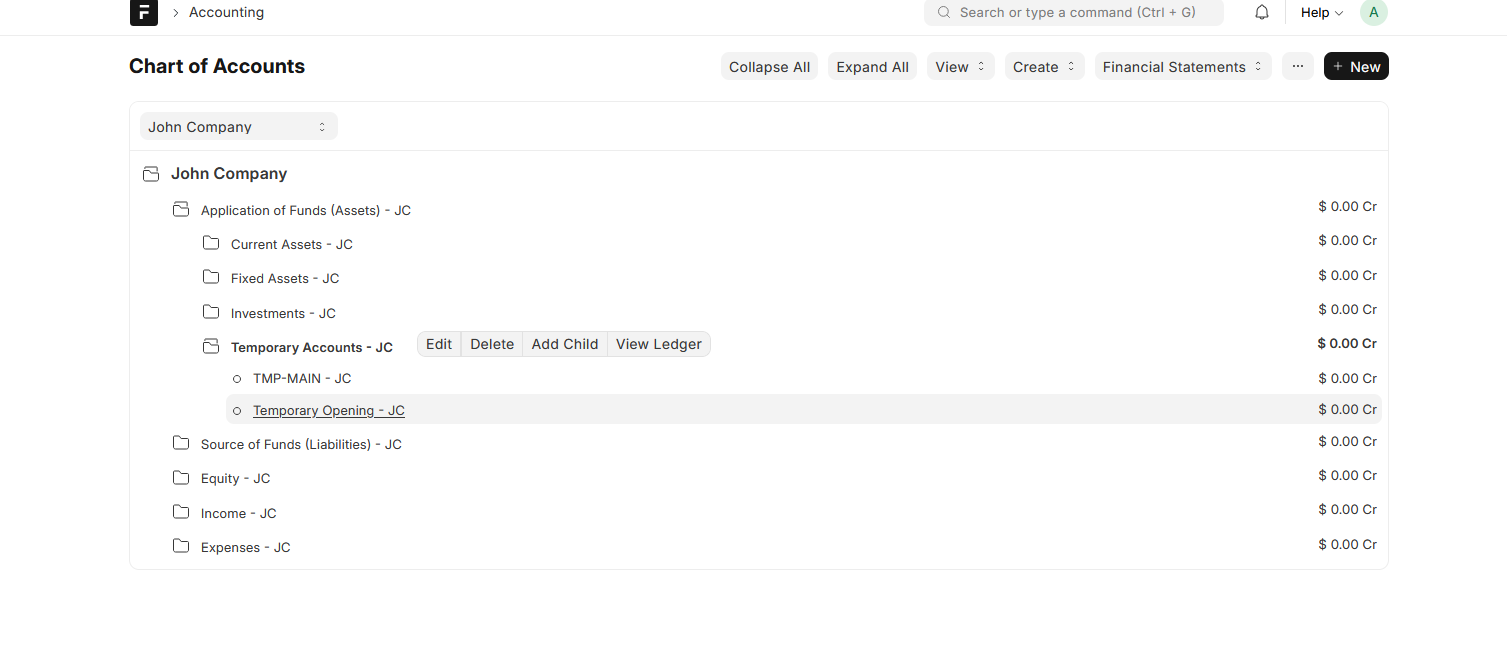 F > Accounting Search or type a command (Ctrl + G) Help A
Chart of Accounts Collapse All Expand All View Create Financial Statements ... + New
John Company
John Company
Application of Funds (Assets) - JC $ 0.00 Cr
Current Assets - JC $ 0.00 Cr
Fixed Assets - JC $ 0.00 Cr
Investments - JC $ 0.00 Cr
Temporary Accounts - JC Edit Delete Add Child View Ledger $ 0.00 Cr
TMP-MAIN - JC $ 0.00 Cr
Temporary Opening - JC $ 0.00 Cr
Source of Funds (Liabilities) - JC $ 0.00 Cr
Equity - JC $ 0.00 Cr
Income - JC $ 0.00 Cr
Expenses - JC $ 0.00 Cr